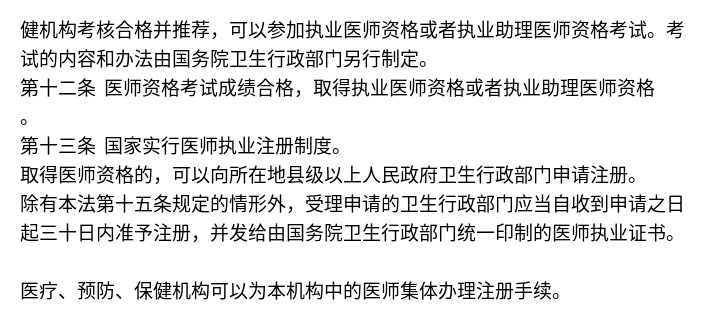 健机构考核合格并推荐，可以参加执业医师资格或者执业助理医师资格考试。考
试的内容和办法由国务院卫生行政部门另行制定。
第十二条 医师资格考试成绩合格，取得执业医师资格或者执业助理医师资格
。
第十三条 国家实行医师执业注册制度。
取得医师资格的，可以向所在地县级以上人民政府卫生行政部门申请注册。
除有本法第十五条规定的情形外，受理申请的卫生行政部门应当自收到申请之日
起三十日内准予注册，并发给由国务院卫生行政部门统一印制的医师执业证书。
医疗、预防、保健机构可以为本机构中的医师集体办理注册手续。